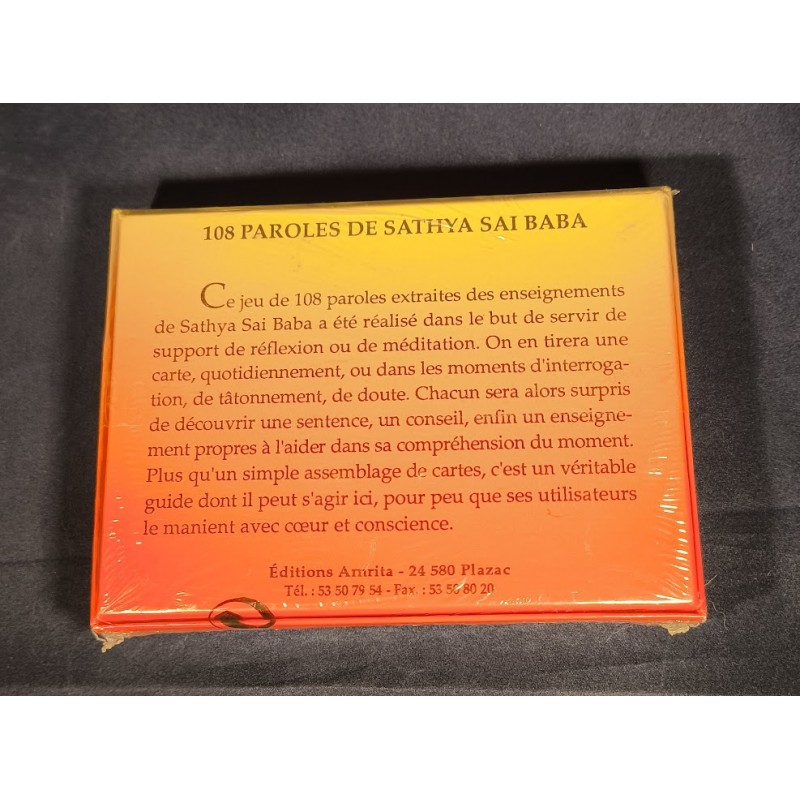 108 PAROLES DE SATHYA SAI BABA
Ce jeu de 108 paroles extraites des enseignements
de Sathya Sai Baba a été réalisé dans le but de servir de
support de réflexion ou de méditation. On en tirera une
carte, quotidiennement, ou dans les moments d'interroga-
tion, de tâtonnement, de doute. Chacun sera alors surpris
de découvrir une sentence, un conseil, enfin un enseigne-
ment propres à l'aider dans sa compréhension du moment.
Plus qu'un simple assemblage de cartes, c'est un véritable
guide dont il peut s'agir ici, pour peu que ses utilisateurs
le manient avec cœur et conscience.
Éditions Amrita - 24 580 Plazac
Tél. : 53 50 79 54 - Fax. : 53 50 80 20